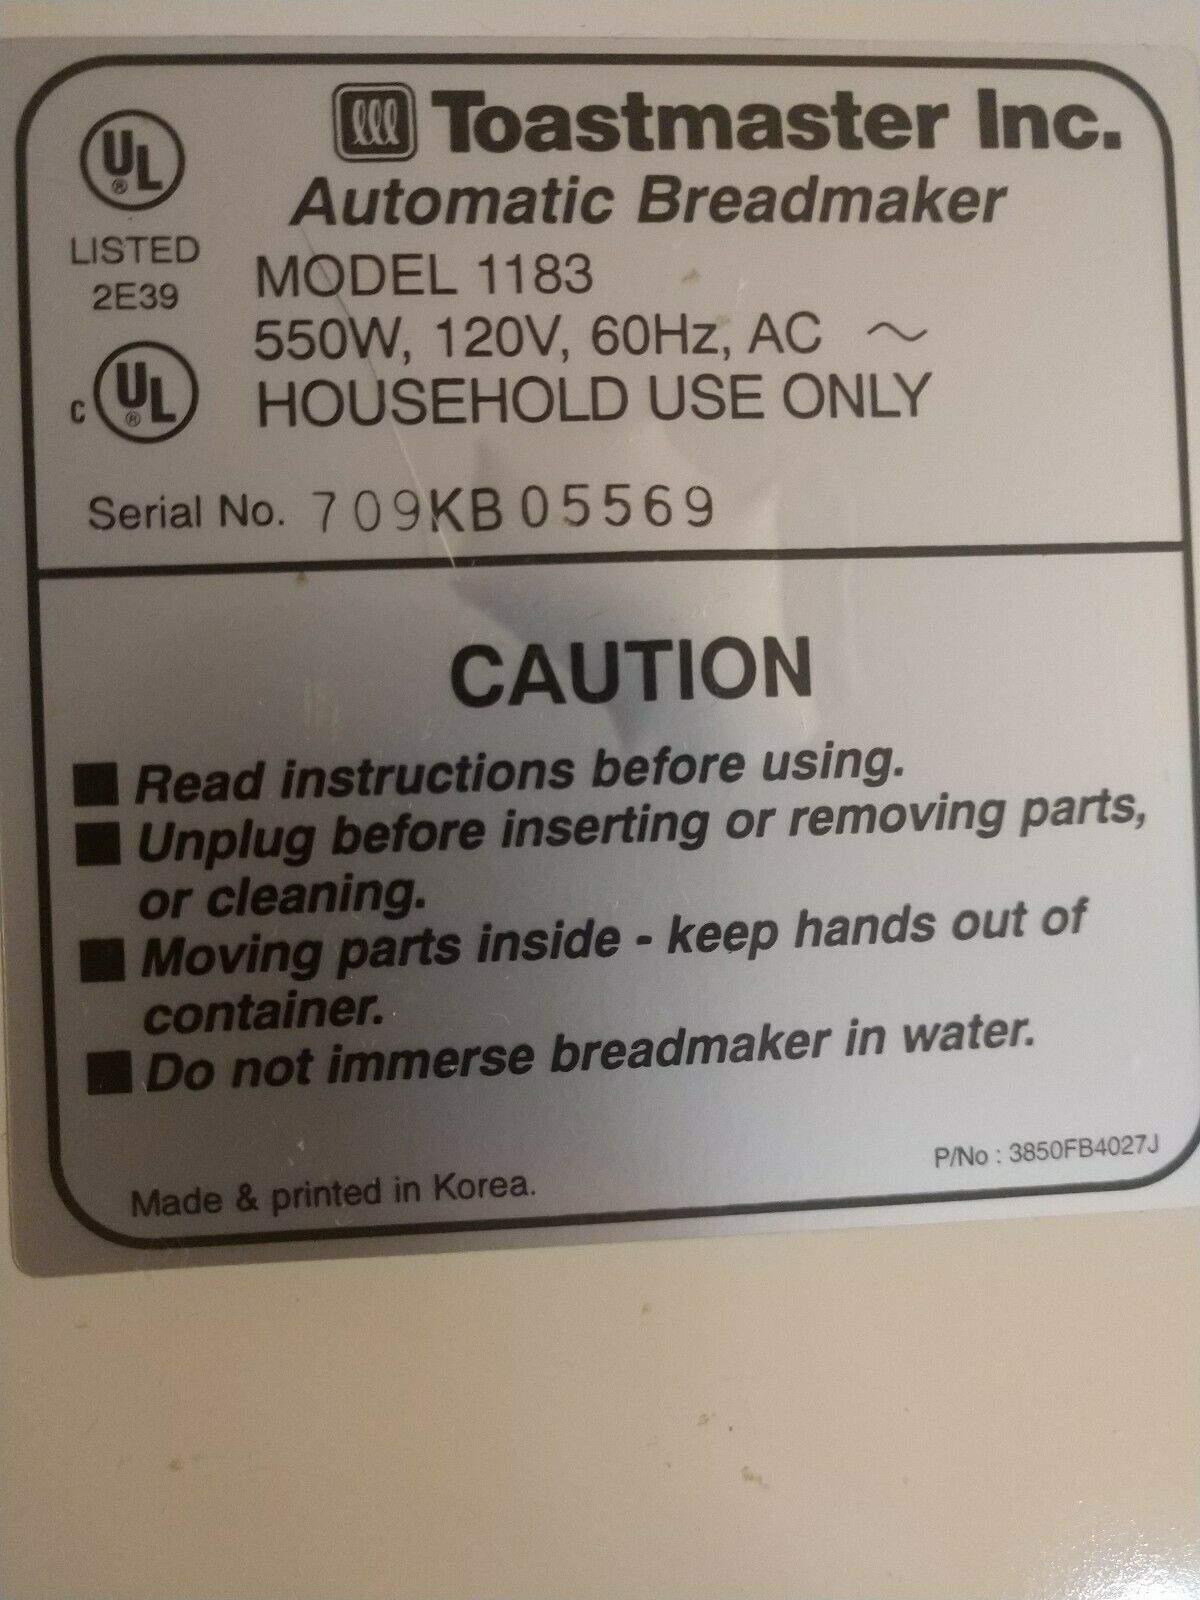 Toastmaster Inc.
Automatic Breadmaker
UL
®
LISTED
2E39
MODEL 1183
550W, 120V, 60Hz, AC ~
c UL
®
HOUSEHOLD USE ONLY
Serial No. 709KB05569
CAUTION
■ Read instructions before using.
■ Unplug before inserting or removing parts,
or cleaning.
■ Moving parts inside - keep hands out of
container.
■ Do not immerse breadmaker in water.
P/No : 3850FB4027J
Made & printed in Korea.